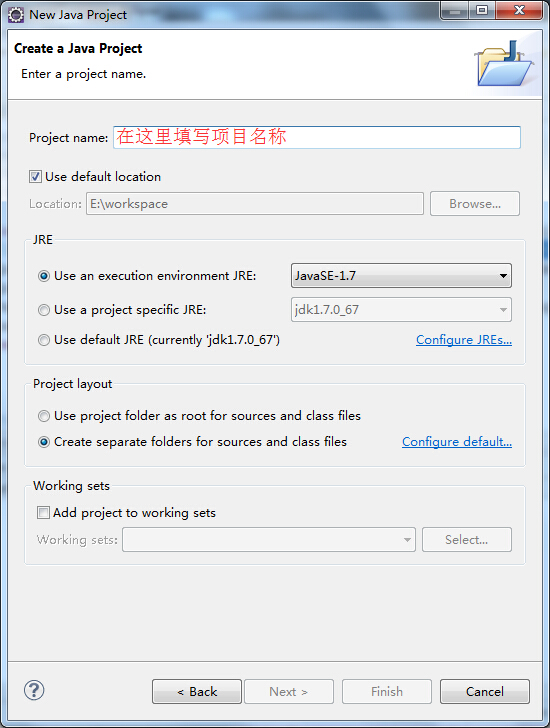 New Java Project
Create a Java Project
Enter a project name.
Project name: 在这里填写项目名称
Use default location
Location: E:\workspace Browse...
JRE
Use an execution environment JRE: JavaSE-1.7
Use a project specific JRE: jdk1.7.0_67
Use default JRE (currently 'jdk1.7.0_67') Configure JREs...
Project layout
Use project folder as root for sources and class files
Create separate folders for sources and class files Configure default...
Working sets
Add project to working sets
Working sets: Select...
? < Back Next > Finish Cancel